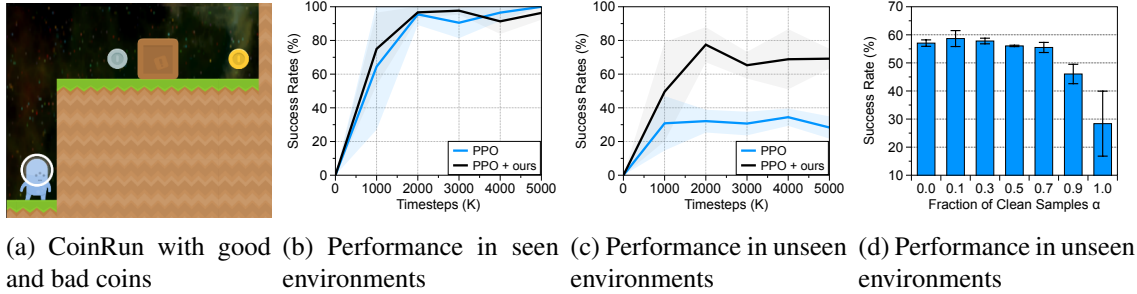 Success Rates (%)
100
80
60
40
20
0
PPO
PPO + ours
0 1000 2000 3000 4000 5000
Timesteps (K)
Success Rates (%)
100
80
60
40
20
0
PPO
PPO + ours
0 1000 2000 3000 4000 5000
Timesteps (K)
Success Rate (%)
70
60
50
40
30
20
10
0.0 0.1 0.3 0.5 0.7 0.9 1.0
Fraction of Clean Samples α
(a) CoinRun with good
and bad coins
(b) Performance in seen
environments
(c) Performance in unseen
environments
(d) Performance in unseen
environments